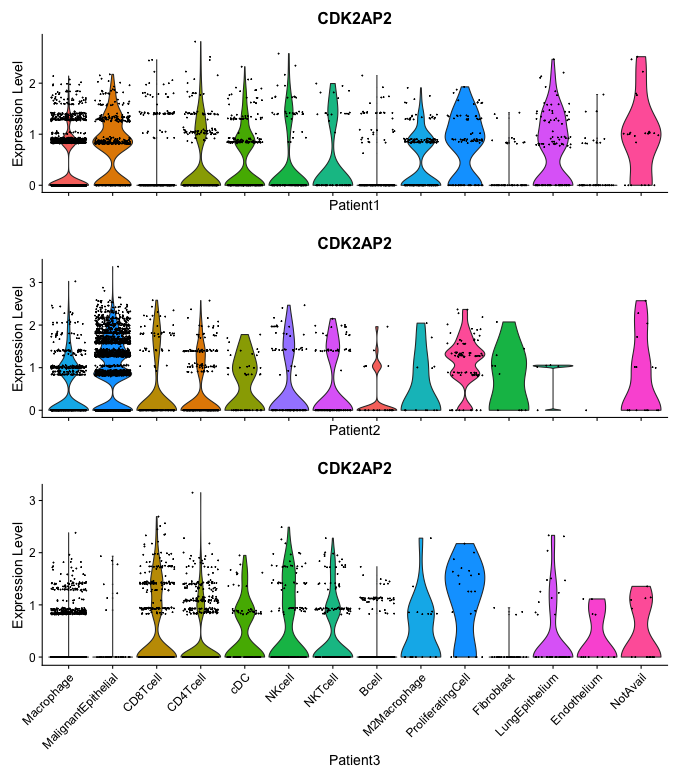 CDK2AP2
Expression Level
2
1
0
Patient1
CDK2AP2
Expression Level
3
2
1
0
Patient2
CDK2AP2
Expression Level
3
2
1
0
Macrophage
MalignantEpithelial
CD8Tcell
CD4Tcell
cDC
NKcell
NKTcell
Bcell
M2Macrophage
ProliferatingCell
Fibroblast
LungEpithelium
Endothelium
NotAvail
Patient3